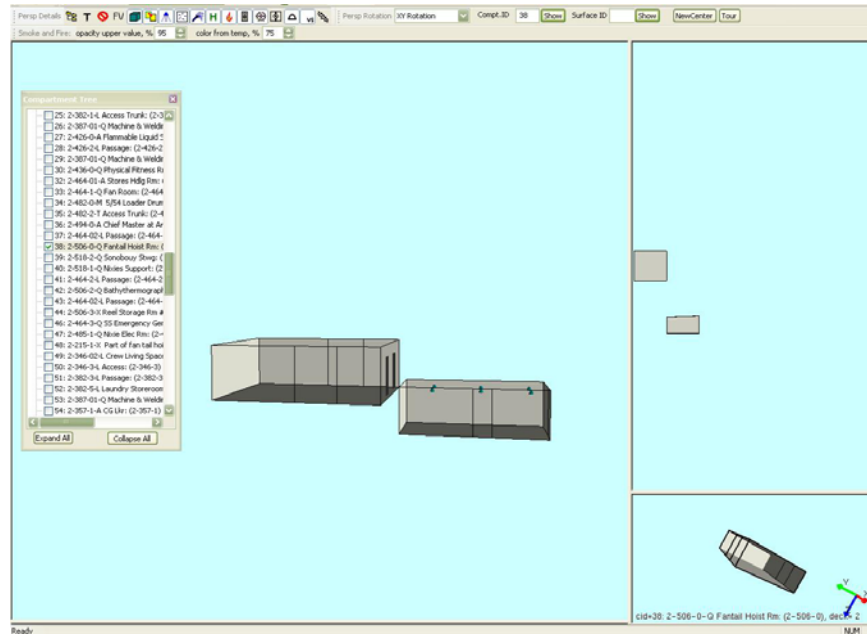 Persp Details T FV H VS Persp Rotation XY Rotation Compt.ID 38 Show Surface ID Show NewCenter Tour
Smoke and Fire: opacity upper value, % 95 color from temp, % 75
Compartment Tree
25: 2-382-1-L Access Trunk: (2-3
26: 2-387-01-Q Machine & Weldin
27: 2-426-0-A Flammable Liquid S
28: 2-426-2-L Passage: (2-426-2
29: 2-387-01-Q Machine & Weldin
30: 2-436-0-Q Physical Fitness R
32: 2-464-01-A Stores Hdlg Rm: (
33: 2-464-1-Q Fan Room: (2-464
34: 2-482-0-M 5/54 Loader Drum
35: 2-482-2-T Access Trunk: (2-4
36: 2-494-0-A Chief Master at Ar
37: 2-464-02-L Passage: (2-464-
38: 2-506-0-Q Fantail Hoist Rm: (
39: 2-518-2-Q Sonobouy Stwg: (
40: 2-518-1-Q Nixies Support: (2
41: 2-464-2-L Passage: (2-464-2
42: 2-506-2-Q Bathythermograph
43: 2-464-02-L Passage: (2-464-
44: 2-506-3-X Reel Storage Rm #
46: 2-464-3-Q SS Emergency Ger
47: 2-485-1-Q Nixie Elec Rm: (2-4
48: 2-215-1-X Part of fan tail hoi
49: 2-346-02-L Crew Living Space
50: 2-346-3-L Access: (2-346-3)
51: 2-382-3-L Passage: (2-382-3
52: 2-382-5-L Laundry Storeroom
53: 2-387-01-Q Machine & Weldin
54: 2-357-1-A CG Lkr: (2-357-1)
Expand All Collapse All
Y X
cid=38: 2-506-0-Q Fantail Hoist Rm: (2-506-0), deck= 2
Ready NUM